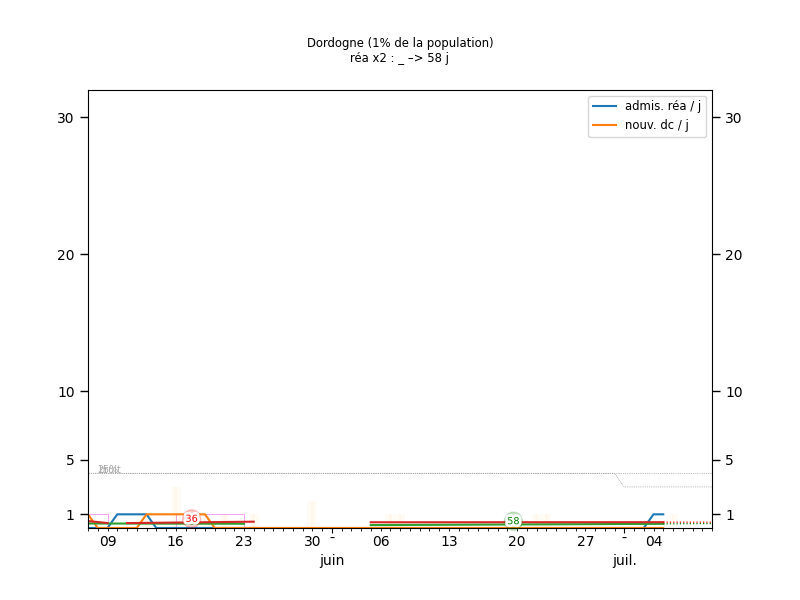 Dordogne (1% de la population)
réa x2 : _ –> 58 j
admis. réa / j
nouv. dc / j
30 30
20 20
10 10
5 5
1 1
36
58
09 16 23 30 - 06 13 20 27 - 04
juin juil.